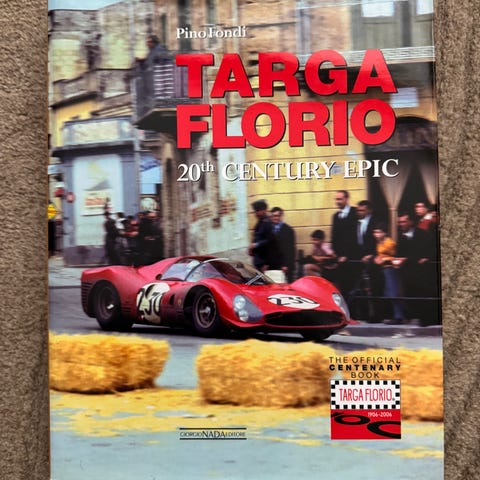 Pino Fondi
TARGA
FLORIO
20th CENTURY EPIC
230
230
THE OFFICIAL
CENTENARY
BOOK
TARGA FLORIO
1906-2006
GIORGIO NADA EDITORE